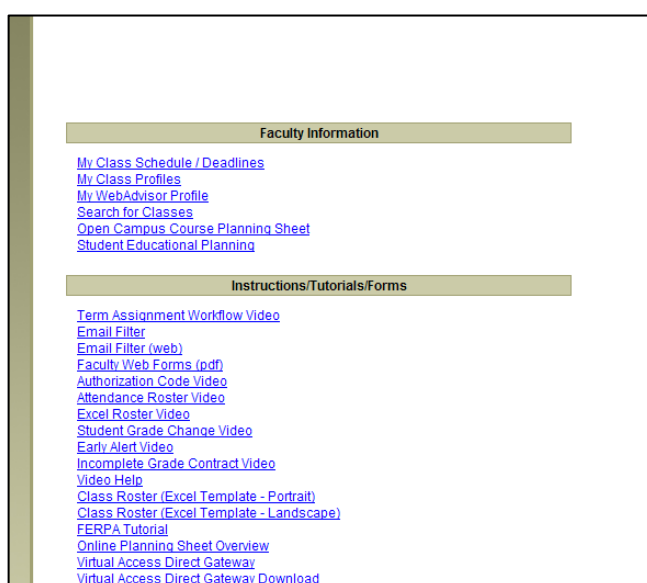 Faculty Information
My Class Schedule / Deadlines
My Class Profiles
My WebAdvisor Profile
Search for Classes
Open Campus Course Planning Sheet
Student Educational Planning
Instructions/Tutorials/Forms
Term Assignment Workflow Video
Email Filter
Email Filter (web)
Faculty Web Forms (pdf)
Authorization Code Video
Attendance Roster Video
Excel Roster Video
Student Grade Change Video
Early Alert Video
Incomplete Grade Contract Video
Video Help
Class Roster (Excel Template - Portrait)
Class Roster (Excel Template - Landscape)
FERPA Tutorial
Online Planning Sheet Overview
Virtual Access Direct Gateway
Virtual Access Direct Gateway Download